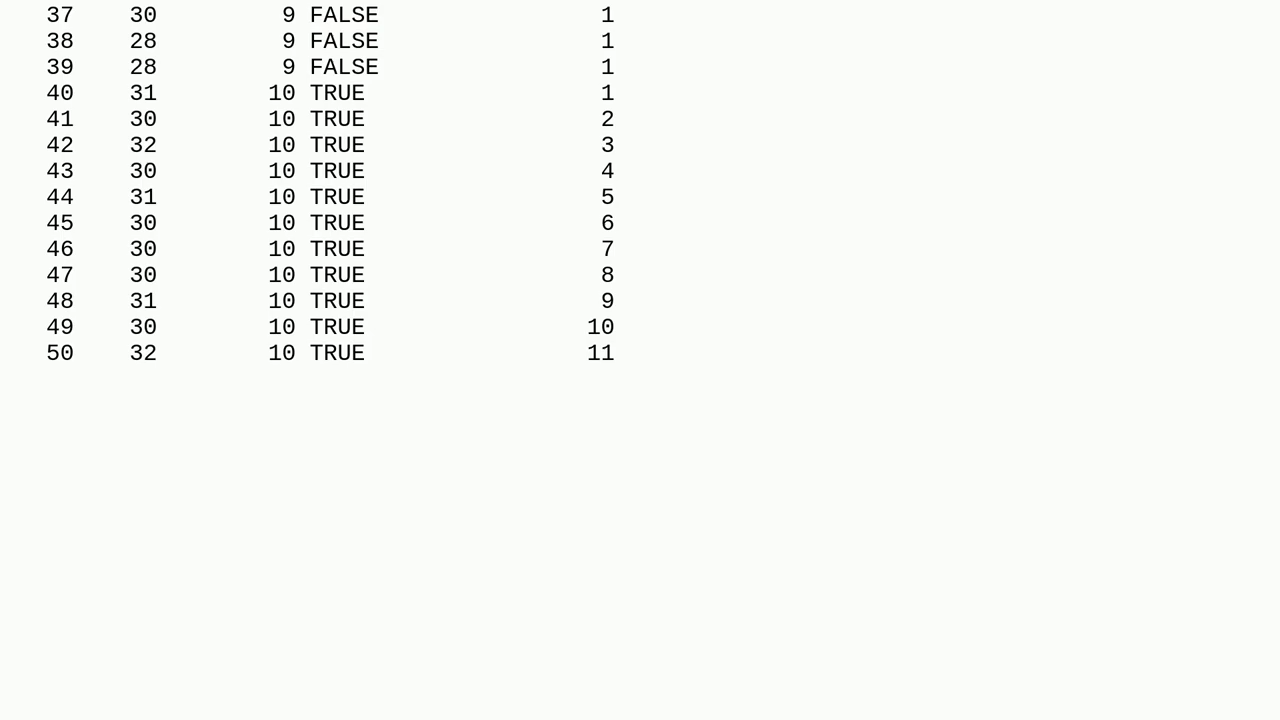 37 30 9 FALSE 1
38 28 9 FALSE 1
39 28 9 FALSE 1
40 31 10 TRUE 1
41 30 10 TRUE 2
42 32 10 TRUE 3
43 30 10 TRUE 4
44 31 10 TRUE 5
45 30 10 TRUE 6
46 30 10 TRUE 7
47 30 10 TRUE 8
48 31 10 TRUE 9
49 30 10 TRUE 10
50 32 10 TRUE 11